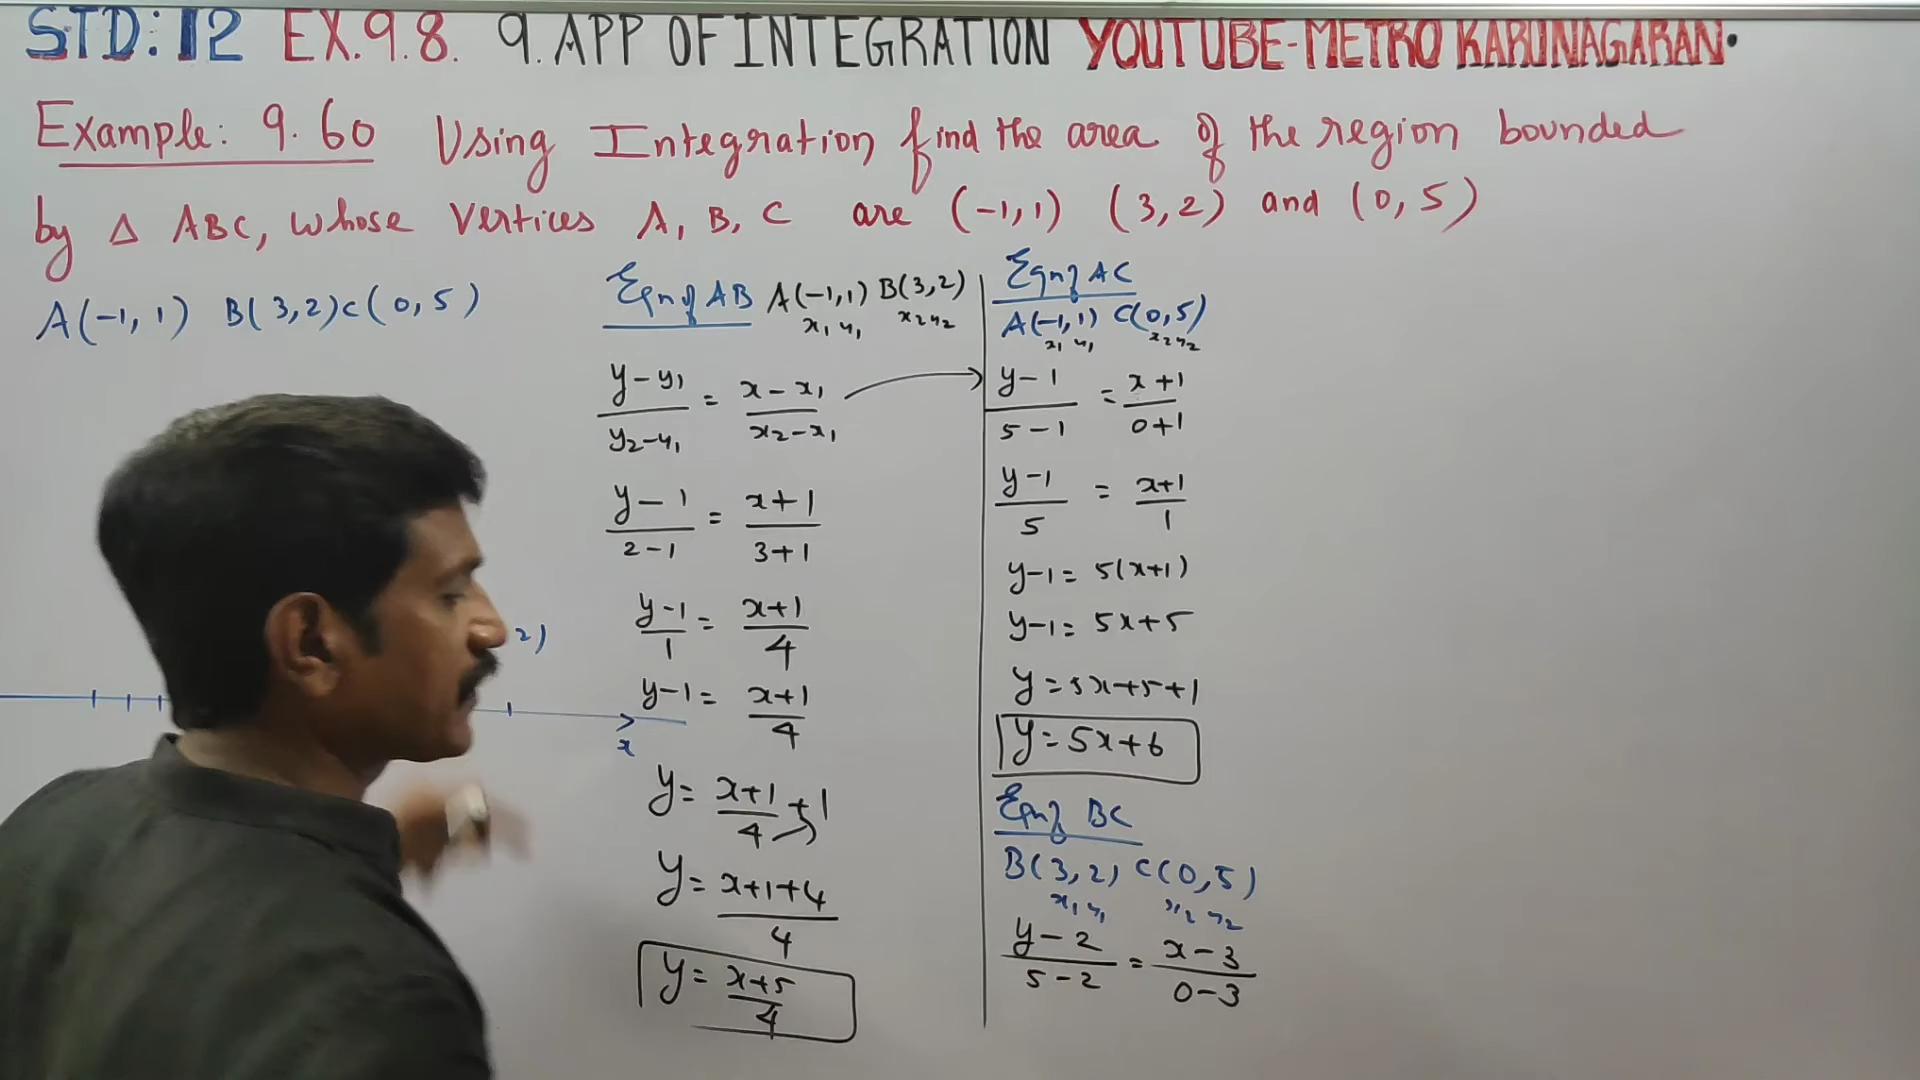 STD: 12 EX.9.8. 9. APP OF INTEGRATION YOUTUBE-METRO KARUNAGARAN.
Example: 9.60 Using Integration find the area of the region bounded
by Δ ABC, whose vertices A, B, C are (-1,1) (3,2) and (0,5)
A(-1,1) B(3,2) C(0,5)
2)
x
Eqn of AB A(-1,1) B(3,2)
x₁ y₁ x₂ y₂
y-y₁/y₂-y₁ = x-x₁/x₂-x₁
y-1/2-1 = x+1/3+1
y-1/1 = x+1/4
y-1 = x+1/4
y = x+1/4 + 1
y = x+1+4/4
y = x+5/4
Eqn of AC
A(-1,1) C(0,5)
x₁ y₁ x₂ y₂
y-1/5-1 = x+1/0+1
y-1/5 = x+1/1
y-1 = 5(x+1)
y-1 = 5x+5
y = 5x+5+1
y = 5x+6
Eqn of BC
B(3,2) C(0,5)
x₁ y₁ x₂ y₂
y-2/5-2 = x-3/0-3